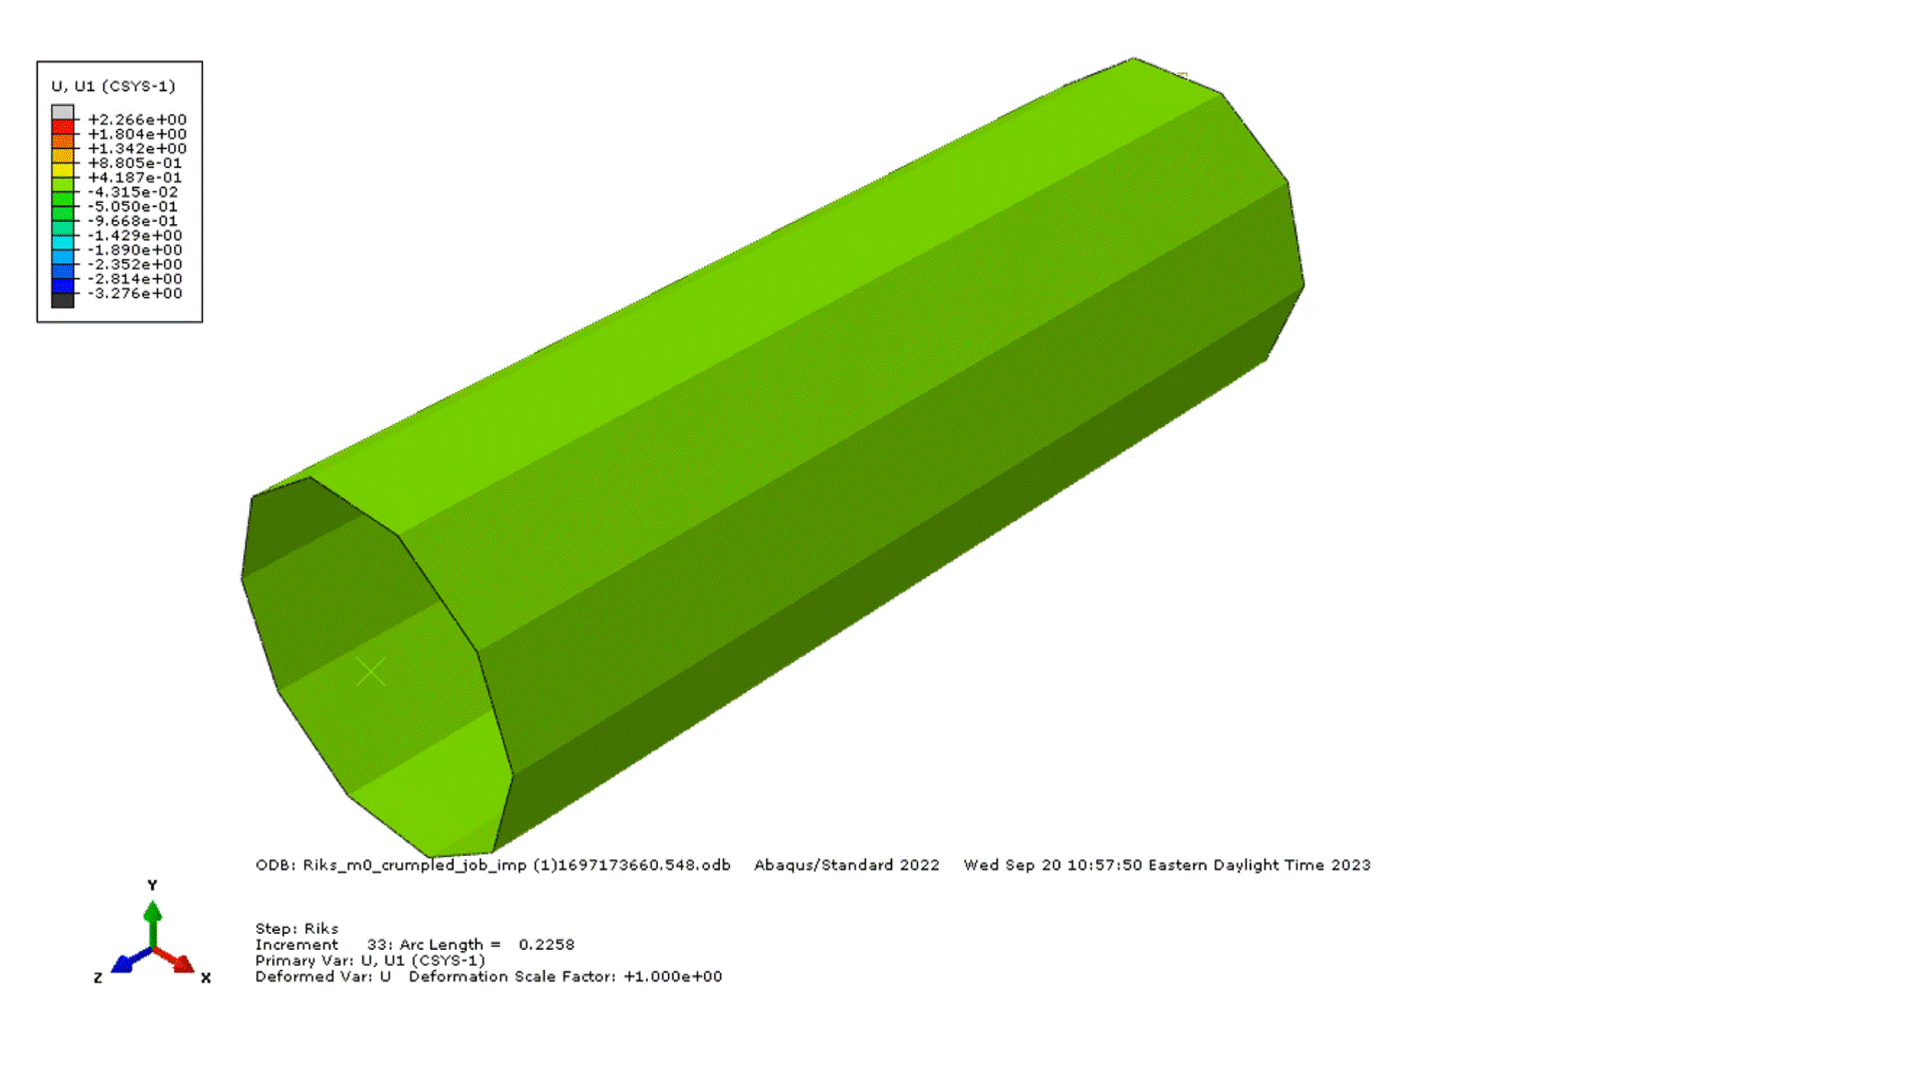 U, U1 (CSYS-1)
+2.266e+00
+1.804e+00
+1.342e+00
+8.805e-01
+4.187e-01
-4.315e-02
-5.050e-01
-9.668e-01
-1.429e+00
-1.890e+00
-2.352e+00
-2.814e+00
-3.276e+00
ODB: Riks_m0_crumpled_job_imp (1)1697173660.548.odb Abaqus/Standard 2022 Wed Sep 20 10:57:50 Eastern Daylight Time 2023
Y
Z
X
Step: Riks
Increment 33: Arc Length = 0.2258
Primary Var: U, U1 (CSYS-1)
Deformed Var: U Deformation Scale Factor: +1.000e+00